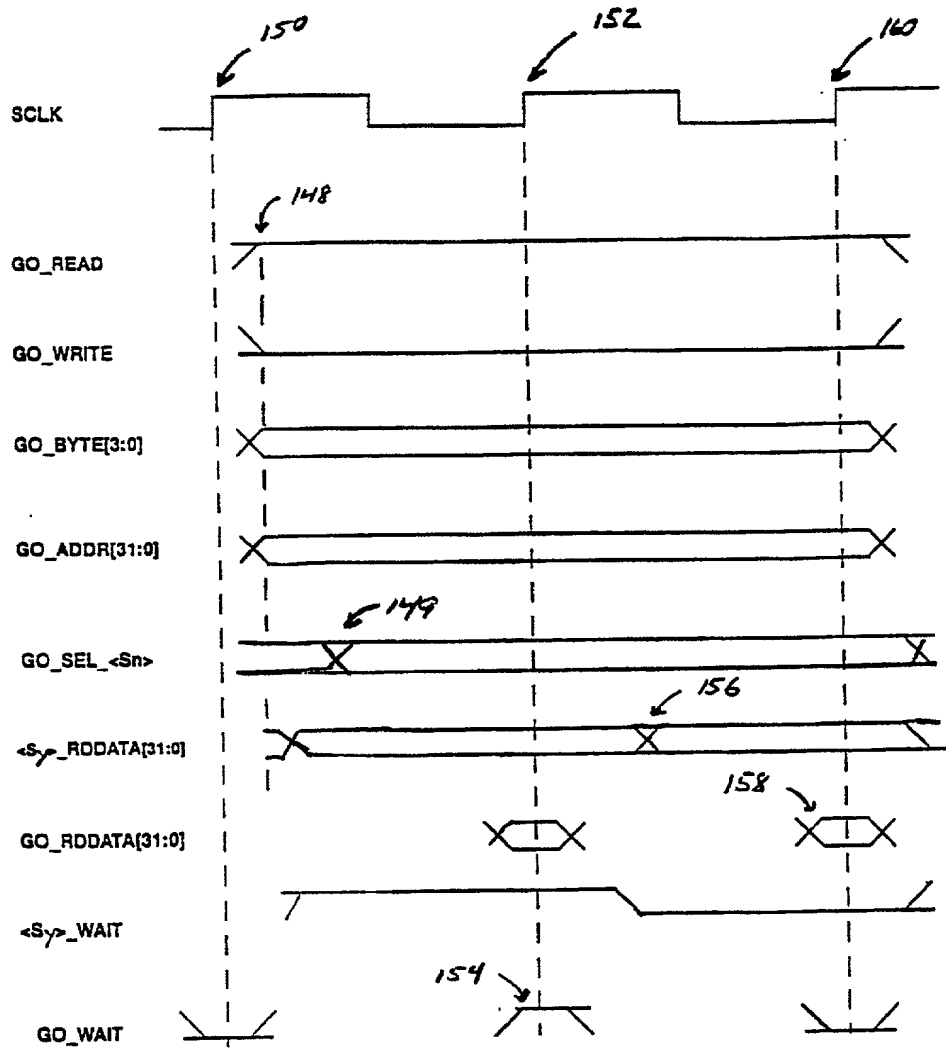 150
152
160
SCLK
148
GO_READ
GO_WRITE
GO_BYTE[3:0]
GO_ADDR[31:0]
149
GO_SEL_<Sn>
156
<Sy>_RDDATA[31:0]
158
GO_RDDATA[31:0]
<Sy>_WAIT
154
GO_WAIT